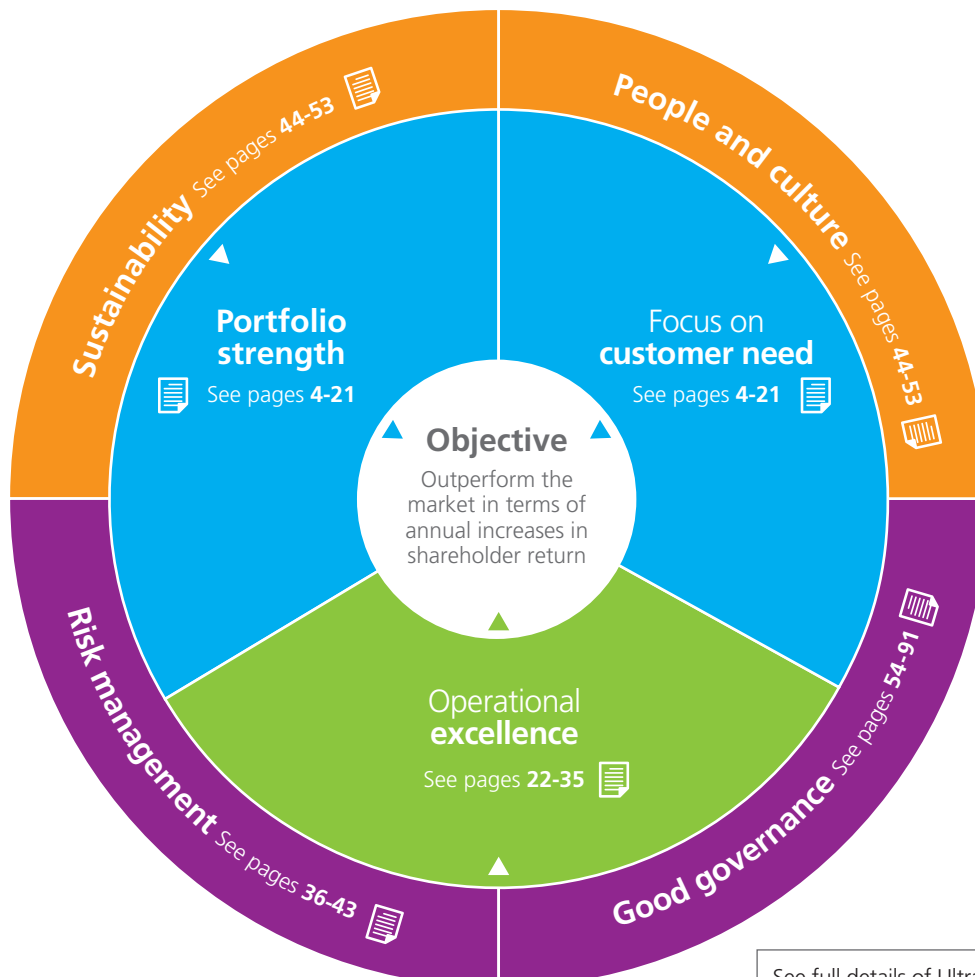 Sustainability See pages 44-53
People and culture See pages 44-53
Portfolio
strength
See pages 4-21
Focus on
customer need
See pages 4-21
Objective
Outperform the
market in terms of
annual increases in
shareholder return
Operational
excellence
See pages 22-35
Risk management See pages 36-43
Good governance See pages 54-91
See full details of Ultra